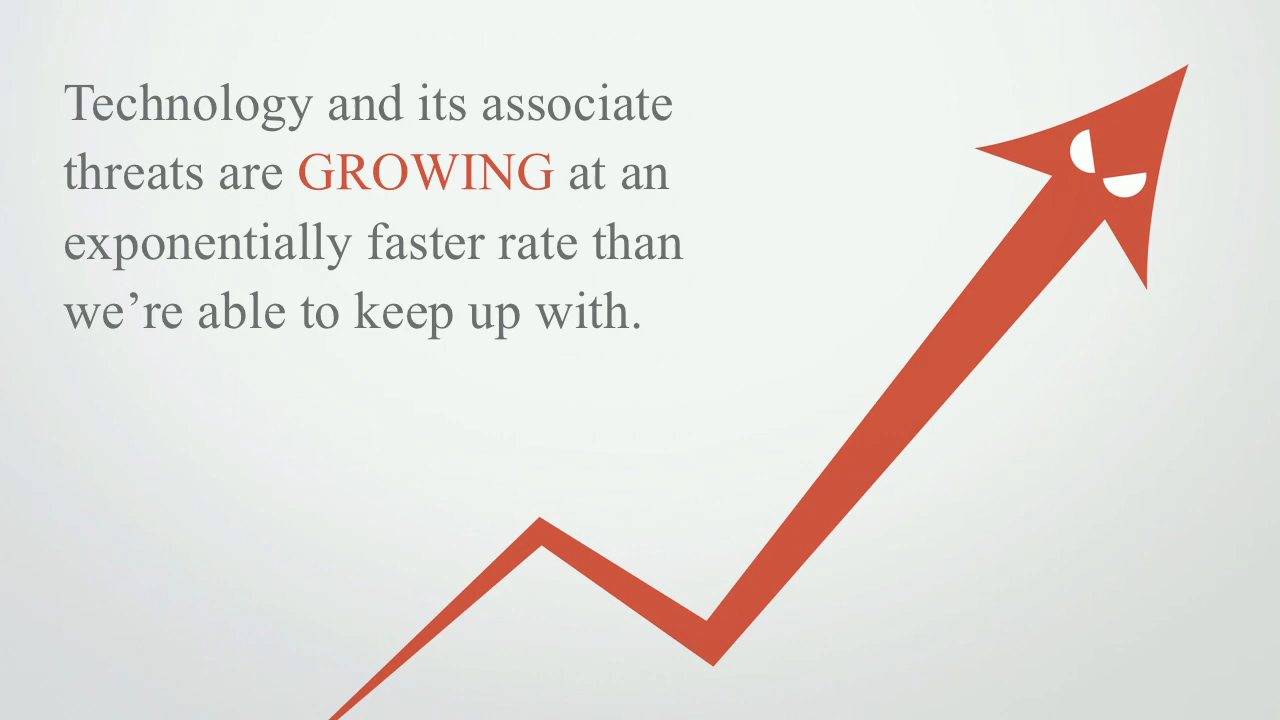 Technology and its associate
threats are GROWING at an
exponentially faster rate than
we’re able to keep up with.